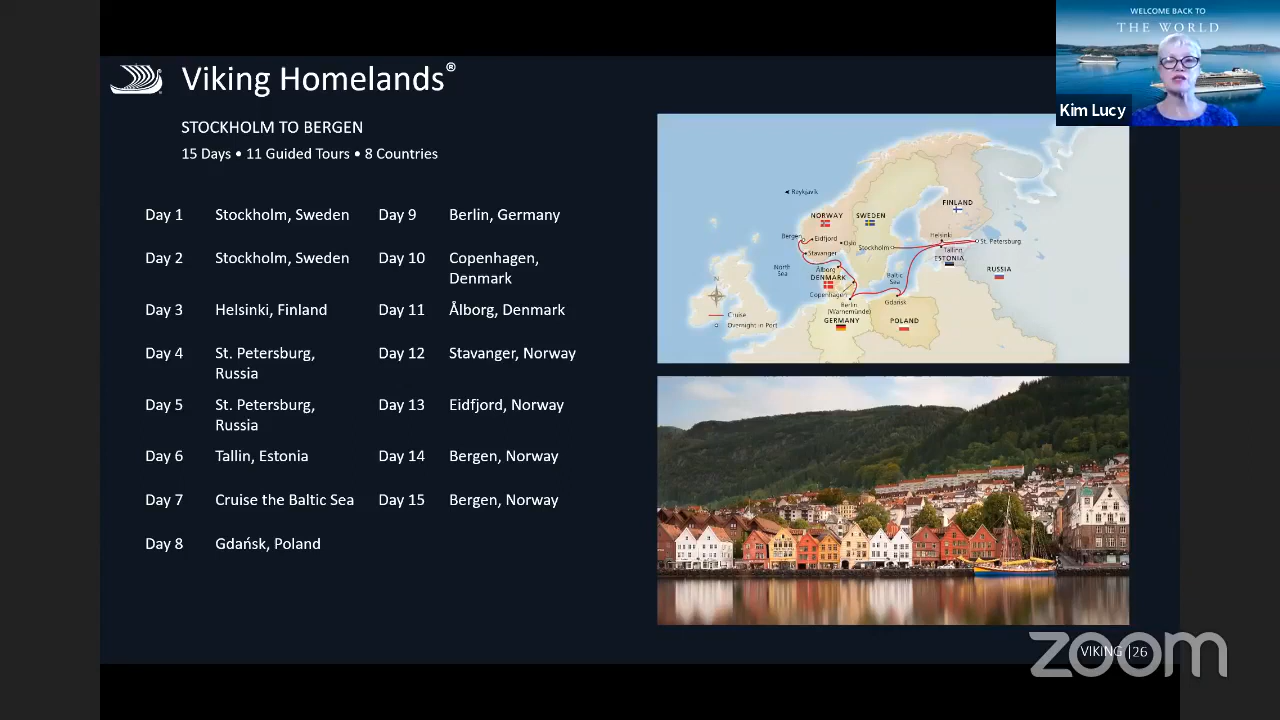 WELCOME BACK TO
THE WORLD
Kim Lucy
Viking Homelands®
STOCKHOLM TO BERGEN
15 Days • 11 Guided Tours • 8 Countries
Day 1 Stockholm, Sweden
Day 2 Stockholm, Sweden
Day 3 Helsinki, Finland
Day 4 St. Petersburg,
Russia
Day 5 St. Petersburg,
Russia
Day 6 Tallin, Estonia
Day 7 Cruise the Baltic Sea
Day 8 Gdańsk, Poland
Day 9 Berlin, Germany
Day 10 Copenhagen,
Denmark
Day 11 Ålborg, Denmark
Day 12 Stavanger, Norway
Day 13 Eidfjord, Norway
Day 14 Bergen, Norway
Day 15 Bergen, Norway
Reykjavik
FINLAND
NORWAY
SWEDEN
Bergen
Eidfjord
Oslo
Stockholm
Helsinki
St. Petersburg
Stavanger
Tallinn
ESTONIA
North
Sea
Ålborg
DENMARK
Baltic
Sea
RUSSIA
Copenhagen
Gdańsk
Berlin
(Warnemünde)
GERMANY
POLAND
N
Cruise
Overnight in Port
VIKING |26
zoom